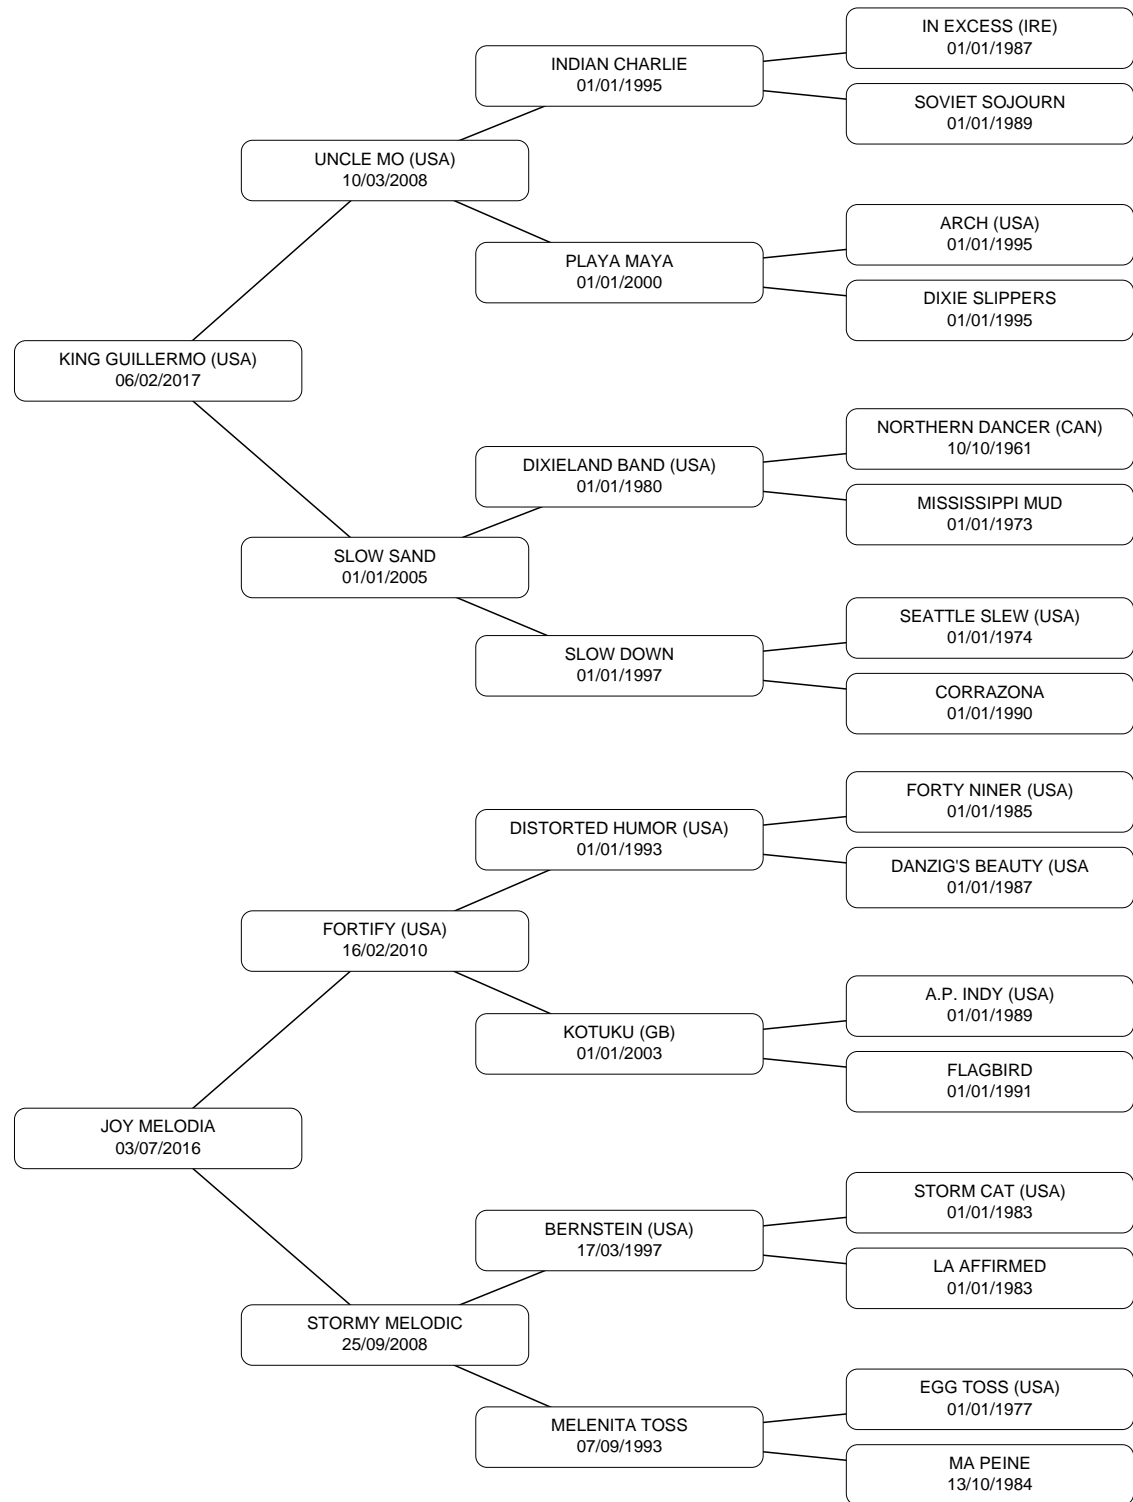 IN EXCESS (IRE)
01/01/1987
INDIAN CHARLIE
01/01/1995
SOVIET SOJOURN
01/01/1989
UNCLE MO (USA)
10/03/2008
ARCH (USA)
01/01/1995
PLAYA MAYA
01/01/2000
DIXIE SLIPPERS
01/01/1995
KING GUILLERMO (USA)
06/02/2017
NORTHERN DANCER (CAN)
10/10/1961
DIXIELAND BAND (USA)
01/01/1980
MISSISSIPPI MUD
01/01/1973
SLOW SAND
01/01/2005
SEATTLE SLEW (USA)
01/01/1974
SLOW DOWN
01/01/1997
CORRAZONA
01/01/1990
FORTY NINER (USA)
01/01/1985
DISTORTED HUMOR (USA)
01/01/1993
DANZIG'S BEAUTY (USA
01/01/1987
FORTIFY (USA)
16/02/2010
A.P. INDY (USA)
01/01/1989
KOTUKU (GB)
01/01/2003
FLAGBIRD
01/01/1991
JOY MELODIA
03/07/2016
STORM CAT (USA)
01/01/1983
BERNSTEIN (USA)
17/03/1997
LA AFFIRMED
01/01/1983
STORMY MELODIC
25/09/2008
EGG TOSS (USA)
01/01/1977
MELENITA TOSS
07/09/1993
MA PEINE
13/10/1984